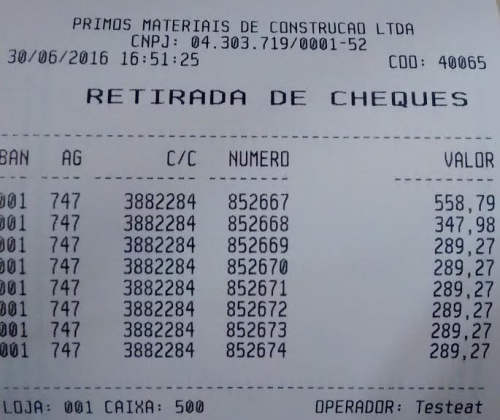 PRIMOS MATERIAIS DE CONSTRUCAO LTDA
CNPJ: 04.303.719/0001-52
30/06/2016 16:51:25 COO: 40065
RETIRADA DE CHEQUES
BAN AG C/C NUMERO VALOR
001 747 3882284 852667 558,79
001 747 3882284 852668 347,98
001 747 3882284 852669 289,27
001 747 3882284 852670 289,27
001 747 3882284 852671 289,27
001 747 3882284 852672 289,27
001 747 3882284 852673 289,27
001 747 3882284 852674 289,27
LOJA: 001 CAIXA: 500 OPERADOR: Testeat